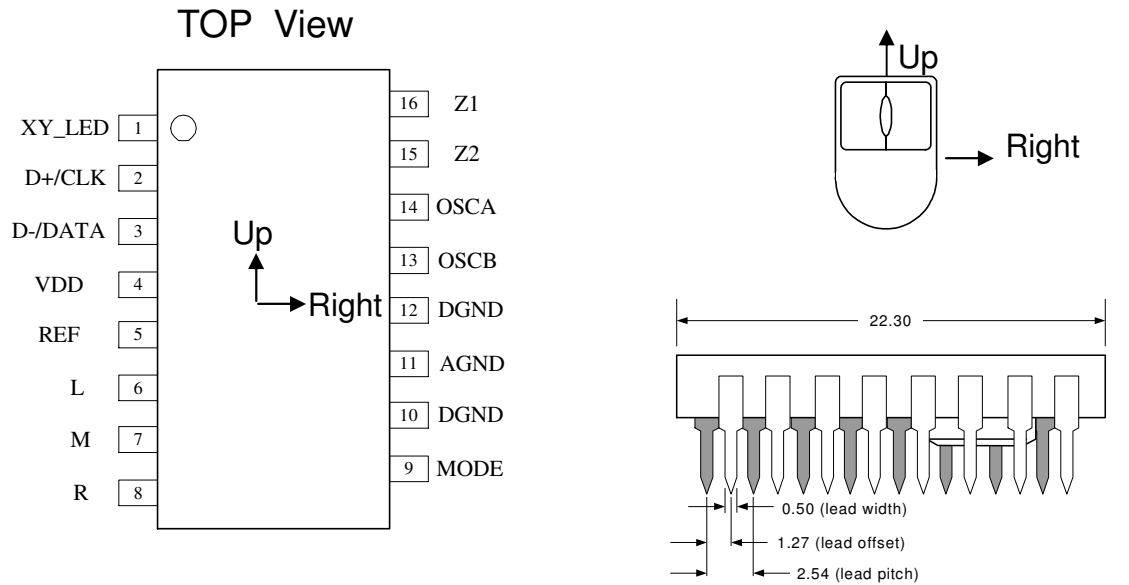 TOP View
XY_LED 1
D+/CLK 2
D-/DATA 3
VDD 4
REF 5
L 6
M 7
R 8
16 Z1
15 Z2
14 OSCA
13 OSCB
12 DGND
11 AGND
10 DGND
9 MODE
Up
Right
Up
Right
22.30
0.50 (lead width)
1.27 (lead offset)
2.54 (lead pitch)